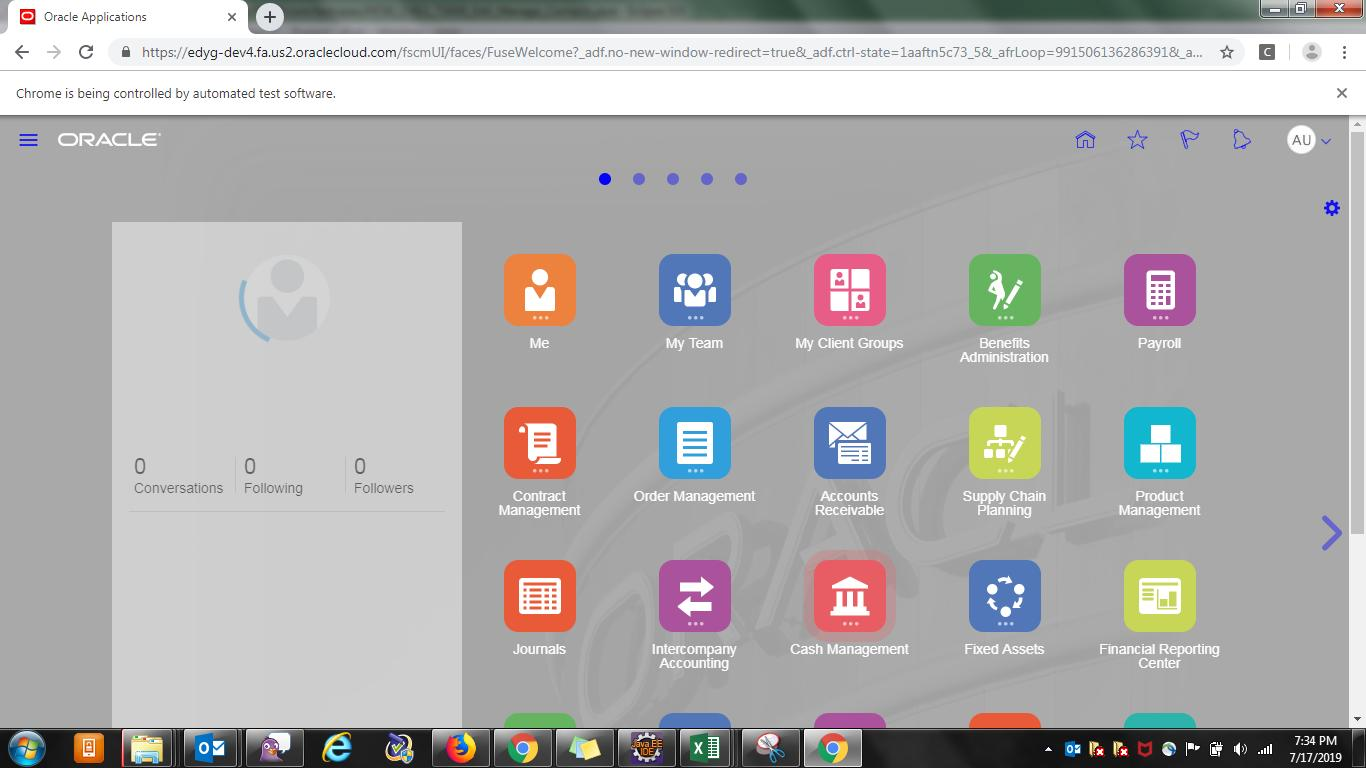 Oracle Applications
https://edyg-dev4.fa.us2.oraclecloud.com/fscmUI/faces/FuseWelcome?_adf.no-new-window-redirect=true&_adf.ctrl-state=1aaftn5c73_5&_afrLoop=9915061362863918&_a...
Chrome is being controlled by automated test software.
ORACLE
AU
Me
My Team
My Client Groups
Benefits
Administration
Payroll
0
Conversations
0
Following
0
Followers
Contract
Management
Order Management
Accounts
Receivable
Supply Chain
Planning
Product
Management
Journals
Intercompany
Accounting
Cash Management
Fixed Assets
Financial Reporting
Center
Java EE
IDE
7:34 PM
7/17/2019